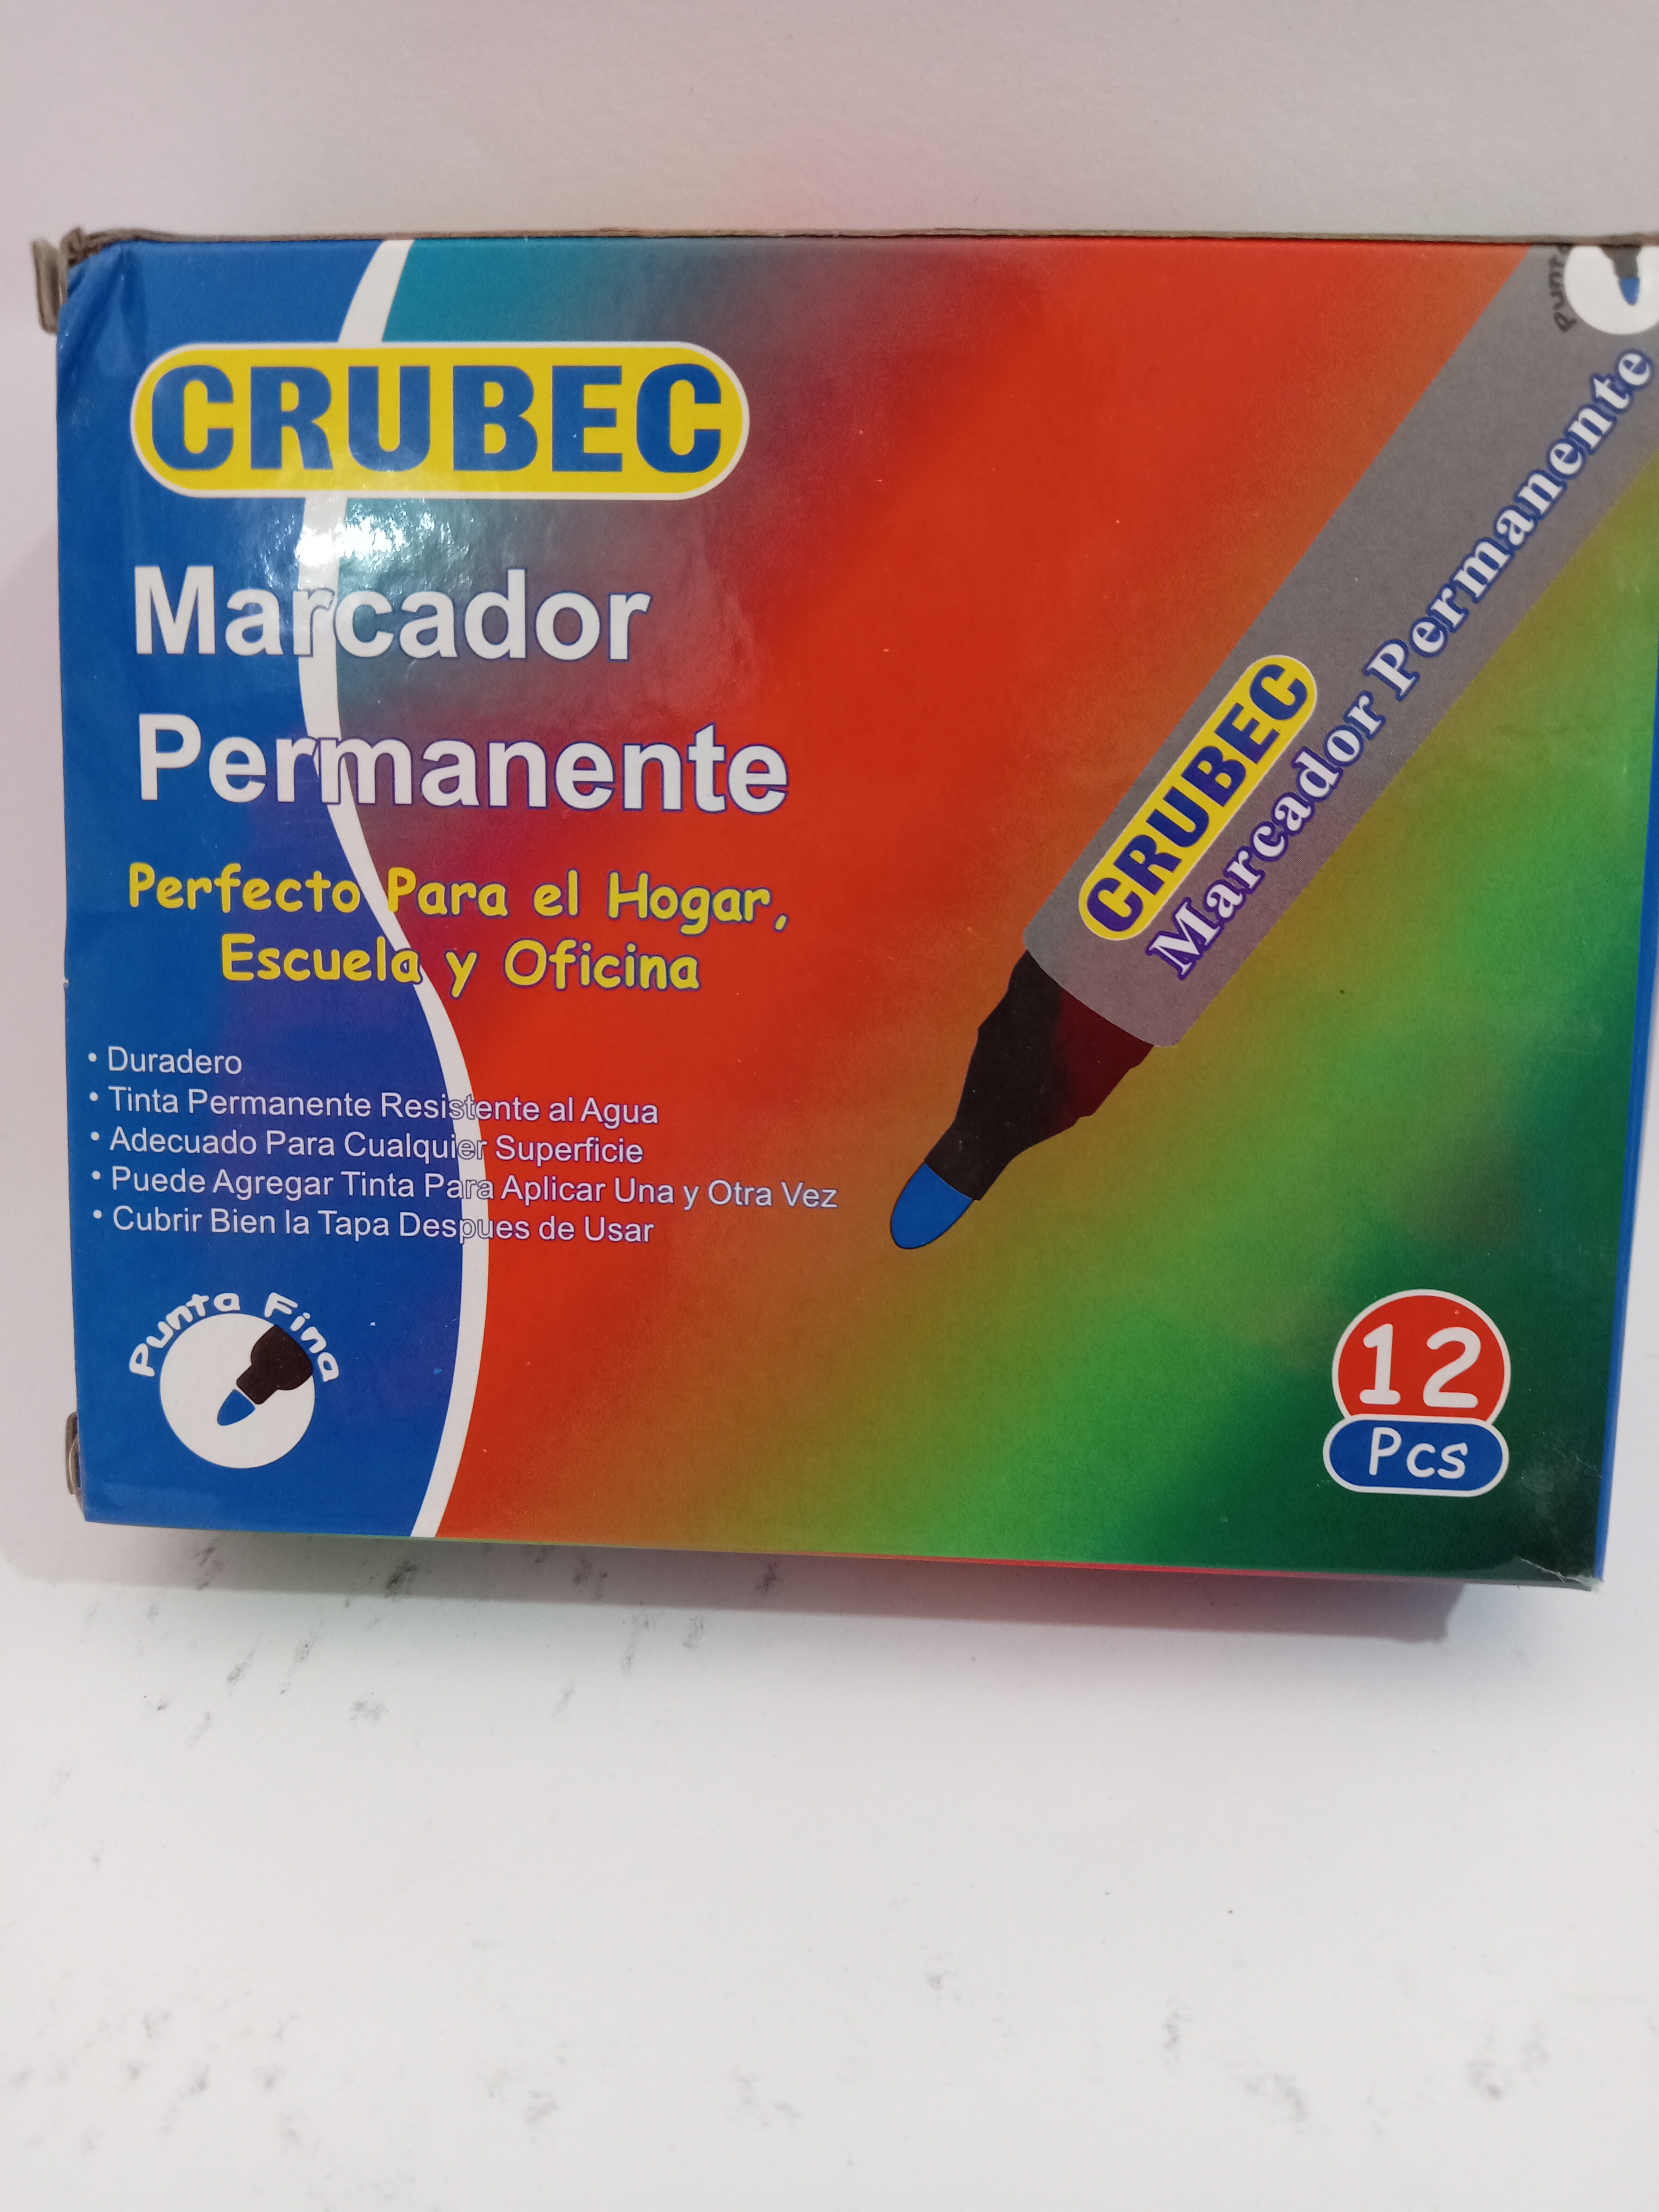 CRUBEC
Marcador
Permanente
Perfecto Para el Hogar,
Escuela y Oficina
• Duradero
• Tinta Permanente Resistente al Agua
• Adecuado Para Cualquier Superficie
• Puede Agregar Tinta Para Aplicar Una y Otra Vez
• Cubrir Bien la Tapa Despues de Usar
Punta Fina
CRUBEC
Marcador Permanente
Punta
12
Pcs